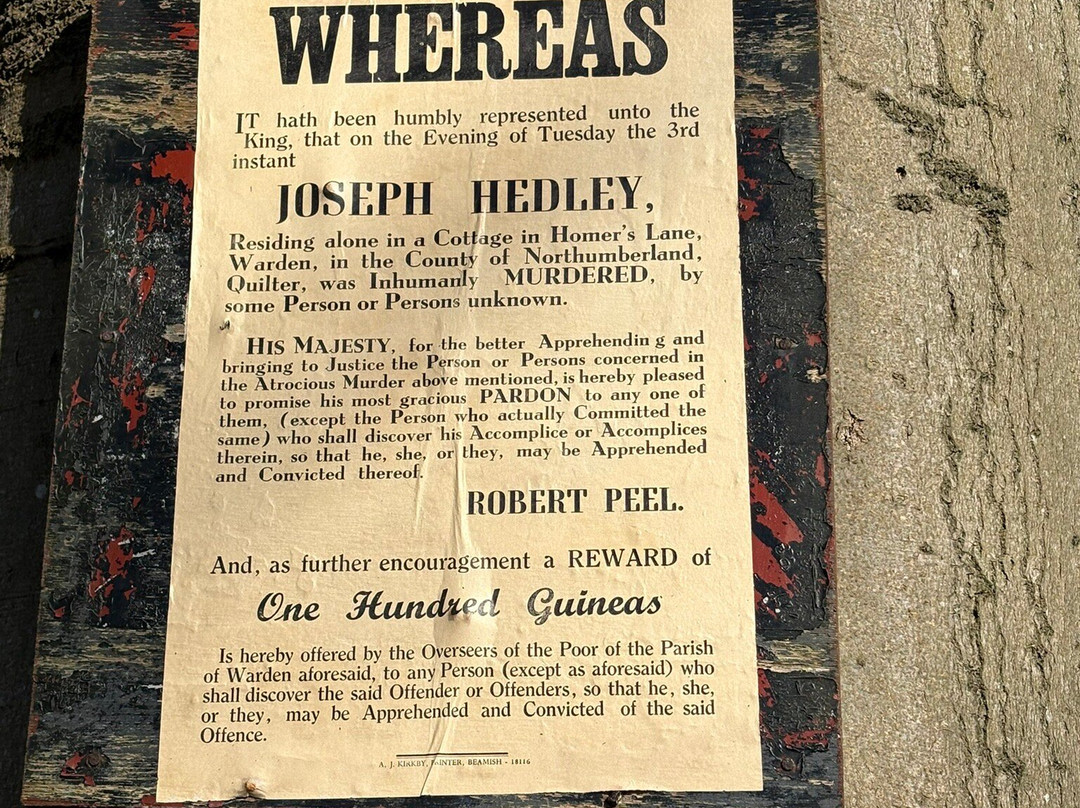 WHEREAS
IT hath been humbly represented unto the
King, that on the Evening of Tuesday the 3rd
instant
JOSEPH HEDLEY,
Residing alone in a Cottage in Homer's Lane,
Warden, in the County of Northumberland,
Quilter, was Inhumanly MURDERED, by
some Person or Persons unknown.
HIS MAJESTY, for the better Apprehendin g and
bringing to Justice the Person or Persons concerned in
the Atrocious Murder above mentioned, is hereby pleased
to promise his most gracious PARDON to any one of
them, (except the Person who actually Committed the
same) who shall discover his Accomplice or Accomplices
therein, so that he, she, or they, may be Apprehended
and Convicted thereof.
ROBERT PEEL.
And, as further encouragement a REWARD of
One Hundred Guineas
Is hereby offered by the Overseers of the Poor of the Parish
of Warden aforesaid, to any Person (except as aforesaid) who
shall discover the said Offender or Offenders, so that he, she,
or they, may be Apprehended and Convicted of the said
Offence.
A. J. KIRKBY, PRINTER, BEAMISH - 18116